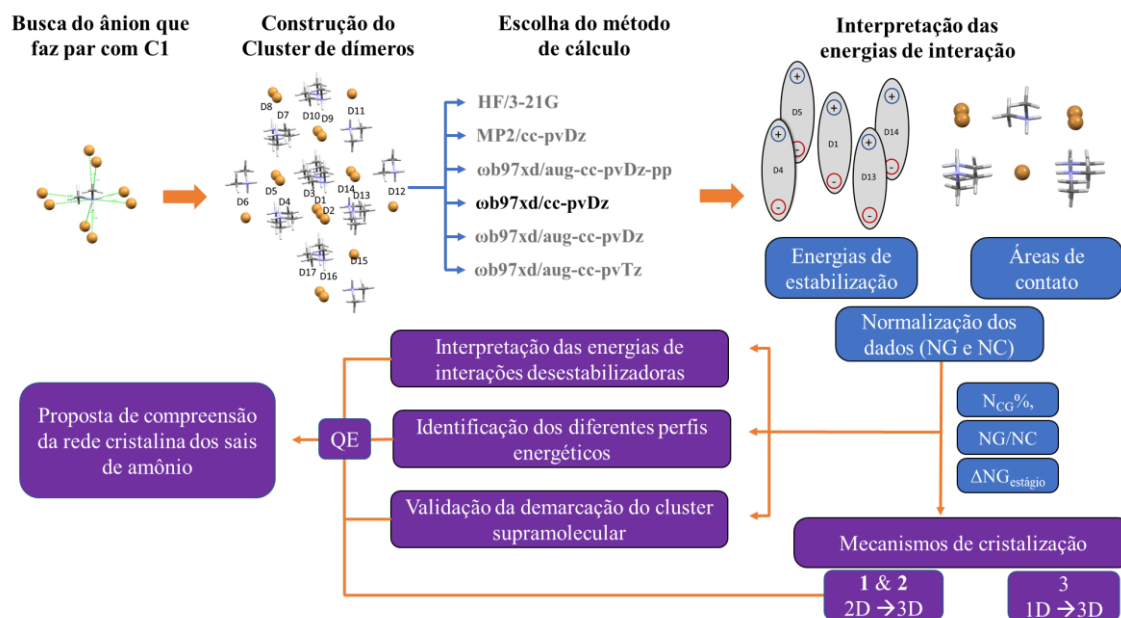 Busca do ânion que
faz par com C1
Construção do
Cluster de dímeros
Escolha do método
de cálculo
Interpretação das
energias de interação
D8
D7
D10
D9
D11
D6
D5
D4
D3
D1
D2
D14
D13
D12
D17
D16
D15
HF/3-21G
MP2/cc-pvDz
ωb97xd/aug-cc-pvDz-pp
ωb97xd/cc-pvDz
ωb97xd/aug-cc-pvDz
ωb97xd/aug-cc-pvTz
+
D5
-
+
D4
-
+
D1
-
+
D13
-
+
D14
-
Energias de
estabilização
Áreas de
contato
Normalização dos
dados (NG e NC)
N_CG%,
NG/NC
ΔNG_estágio
Interpretação das energias de
interações desestabilizadoras
Identificação dos diferentes perfis
energéticos
Validação da demarcação do cluster
supramolecular
QE
Proposta de compreensão
da rede cristalina dos sais
de amônio
Mecanismos de cristalização
1 & 2
2D → 3D
3
1D → 3D